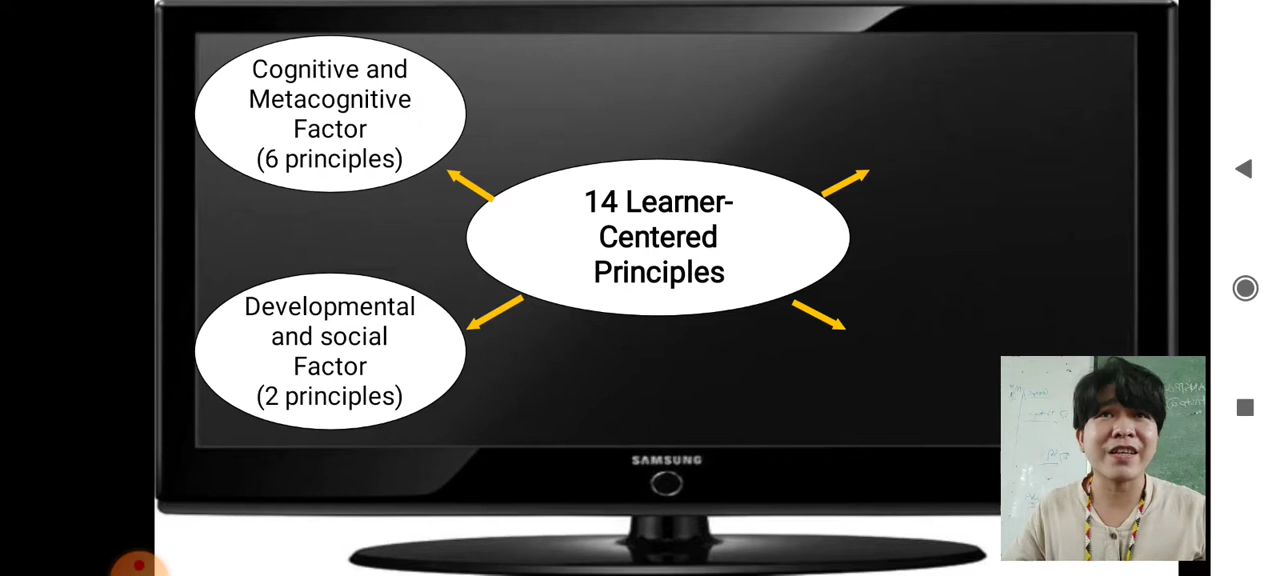 Cognitive and
Metacognitive
Factor
(6 principles)
14 Learner-
Centered
Principles
Developmental
and social
Factor
(2 principles)
SAMSUNG